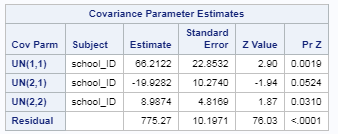 Covariance Parameter Estimates
Cov Parm Subject Estimate Standard Error Z Value Pr Z
UN(1,1) school_ID 66.2122 22.8532 2.90 0.0019
UN(2,1) school_ID -19.9282 10.2740 -1.94 0.0524
UN(2,2) school_ID 8.9874 4.8169 1.87 0.0310
Residual 775.27 10.1971 76.03 <.0001